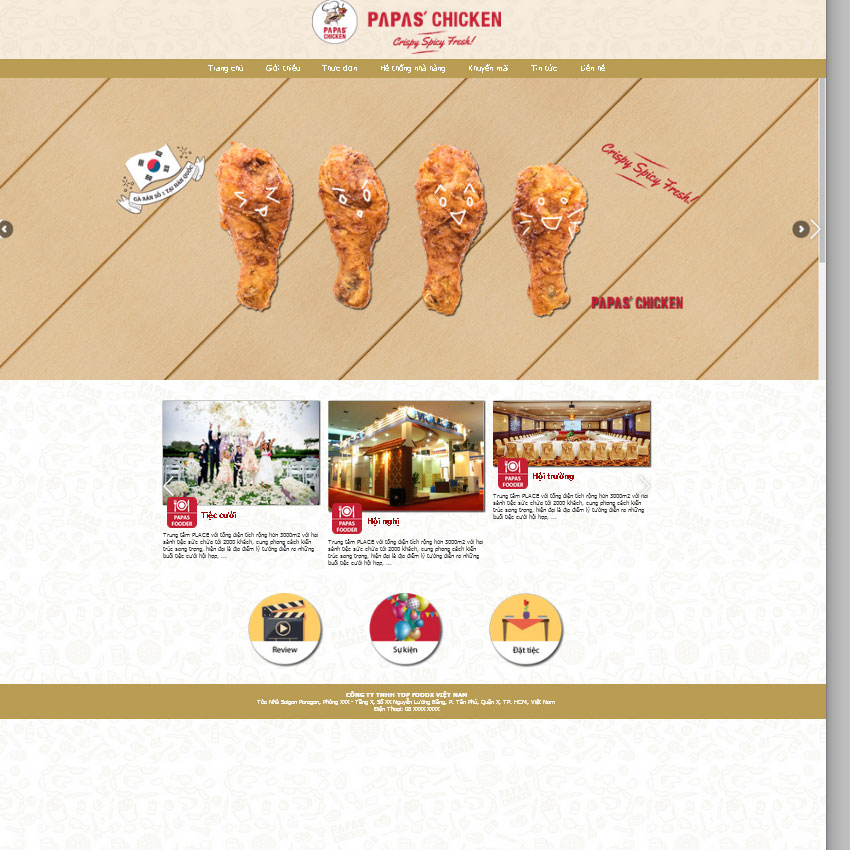 PAPAS' CHICKEN
PAPAS' CHICKEN
Crispy Spicy Fresh!
Trang chủ Giới thiệu Thực đơn Hệ thống nhà hàng Khuyến mãi Tin tức Liên hệ
GÀ RÁN SỐ 1 TẠI HÀN QUỐC
Crispy Spicy Fresh!
PAPAS' CHICKEN
PAPAS FOODER
Tiệc cưới
Trung tâm PLACE với tổng diện tích rộng hơn 3000m2 với hai
sảnh tiệc sức chứa tới 2000 khách, cung phong cách kiến
trúc sang trọng, hiện đại là địa điểm lý tưởng diễn ra những
buổi tiệc cưới hội họp, ...
PAPAS FOODER
Hội nghị
Trung tâm PLACE với tổng diện tích rộng hơn 3000m2 với hai
sảnh tiệc sức chứa tới 2000 khách, cung phong cách kiến
trúc sang trọng, hiện đại là địa điểm lý tưởng diễn ra những
buổi tiệc cưới hội họp, ...
PAPAS FOODER
Hội trường
Trung tâm PLACE với tổng diện tích rộng hơn 3000m2 với hai
sảnh tiệc sức chứa tới 2000 khách, cung phong cách kiến
trúc sang trọng, hiện đại là địa điểm lý tưởng diễn ra những
buổi tiệc cưới hội họp, ...
Review
Sự kiện
Đặt tiệc
CÔNG TY TNHH TOP FOODX VIỆT NAM
Tòa Nhà Saigon Paragon, Phòng XXX - Tầng X, Số XX Nguyễn Lương Bằng, P. Tân Phú, Quận X, TP. HCM, Việt Nam
Điện Thoại: 08 XXXX XXXX